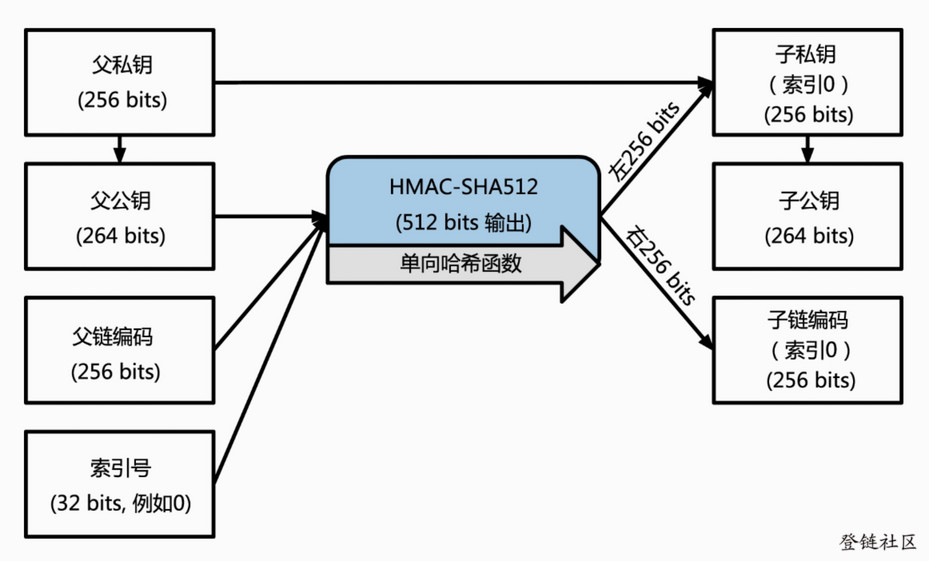 父私钥
(256 bits)
父公钥
(264 bits)
父链编码
(256 bits)
索引号
(32 bits, 例如0)
HMAC-SHA512
(512 bits 输出)
单向哈希函数
左256 bits
右256 bits
子私钥
（索引0）
(256 bits)
子公钥
(264 bits)
子链编码
（索引0）
(256 bits)
登链社区